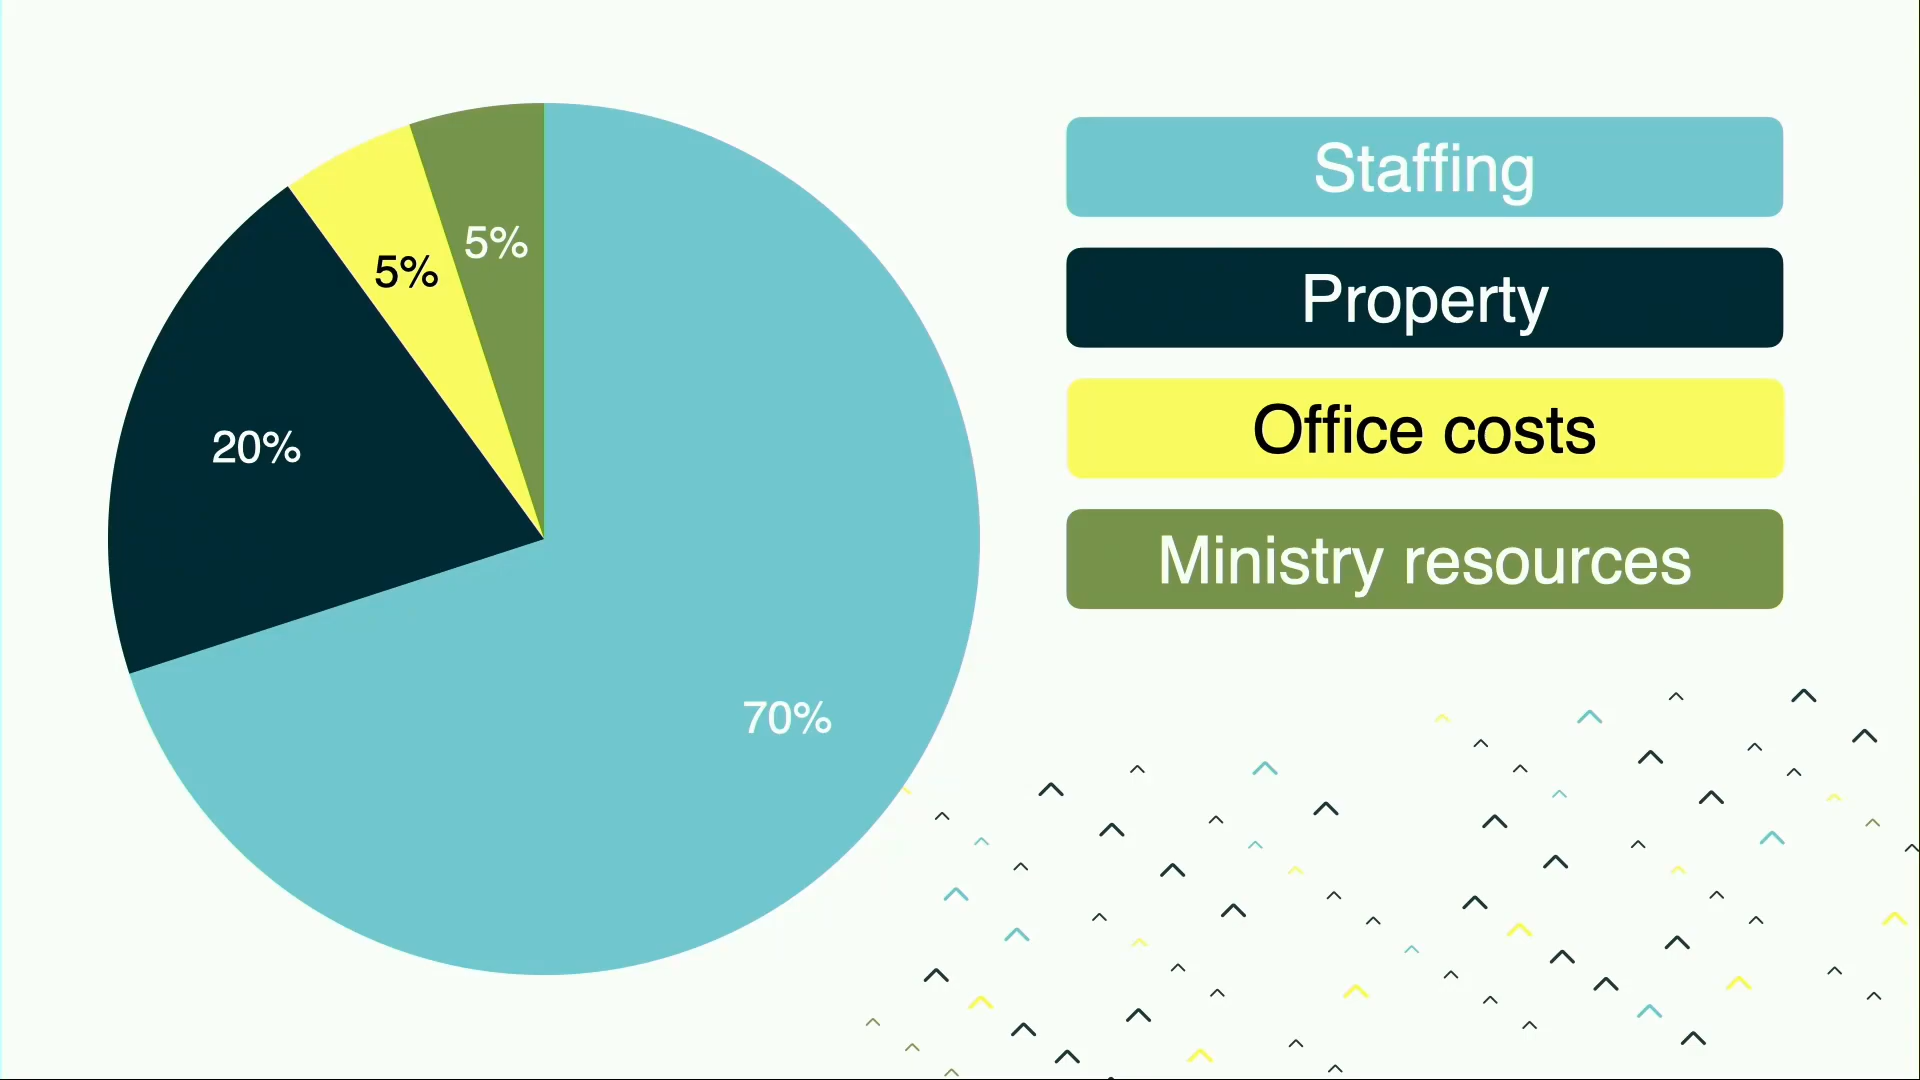 5%
5%
20%
70%
Staffing
Property
Office costs
Ministry resources